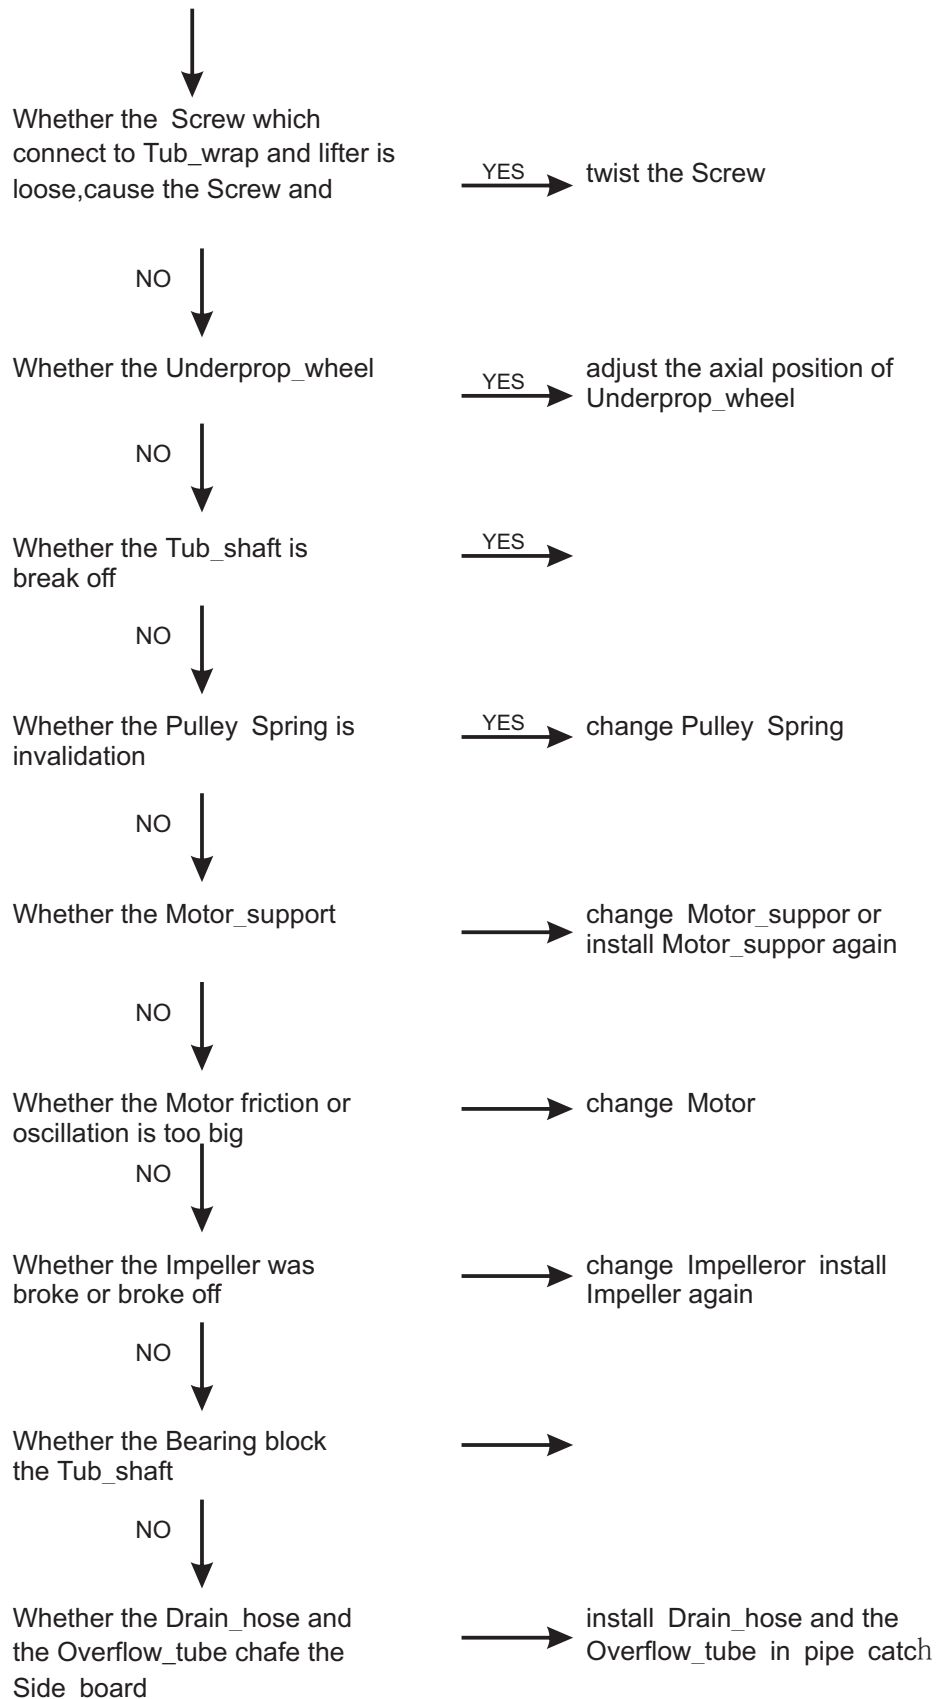 Whether the Screw which
connect to Tub_wrap and lifter is
loose,cause the Screw and
YES
twist the Screw
NO
Whether the Underprop_wheel
YES
adjust the axial position of
Underprop_wheel
NO
Whether the Tub_shaft is
break off
YES
NO
Whether the Pulley Spring is
invalidation
YES
change Pulley Spring
NO
Whether the Motor_support
change Motor_suppor or
install Motor_suppor again
NO
Whether the Motor friction or
oscillation is too big
change Motor
NO
Whether the Impeller was
broke or broke off
change Impelleror install
Impeller again
NO
Whether the Bearing block
the Tub_shaft
NO
Whether the Drain_hose and
the Overflow_tube chafe the
Side board
install Drain_hose and the
Overflow_tube in pipe catch